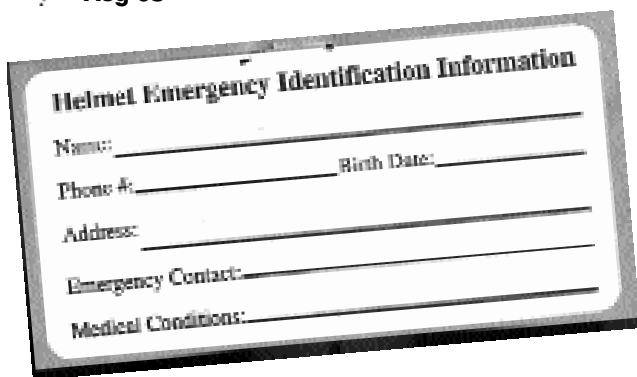 Helmet Emergency Identification Information
Name:
Phone #: Birth Date:
Address:
Emergency Contact:
Medical Conditions: